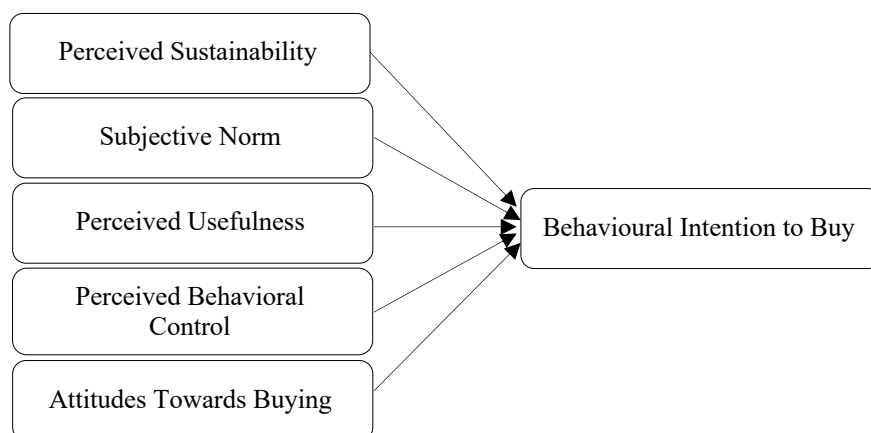 Perceived Sustainability
Subjective Norm
Perceived Usefulness
Perceived Behavioral
Control
Attitudes Towards Buying
Behavioural Intention to Buy